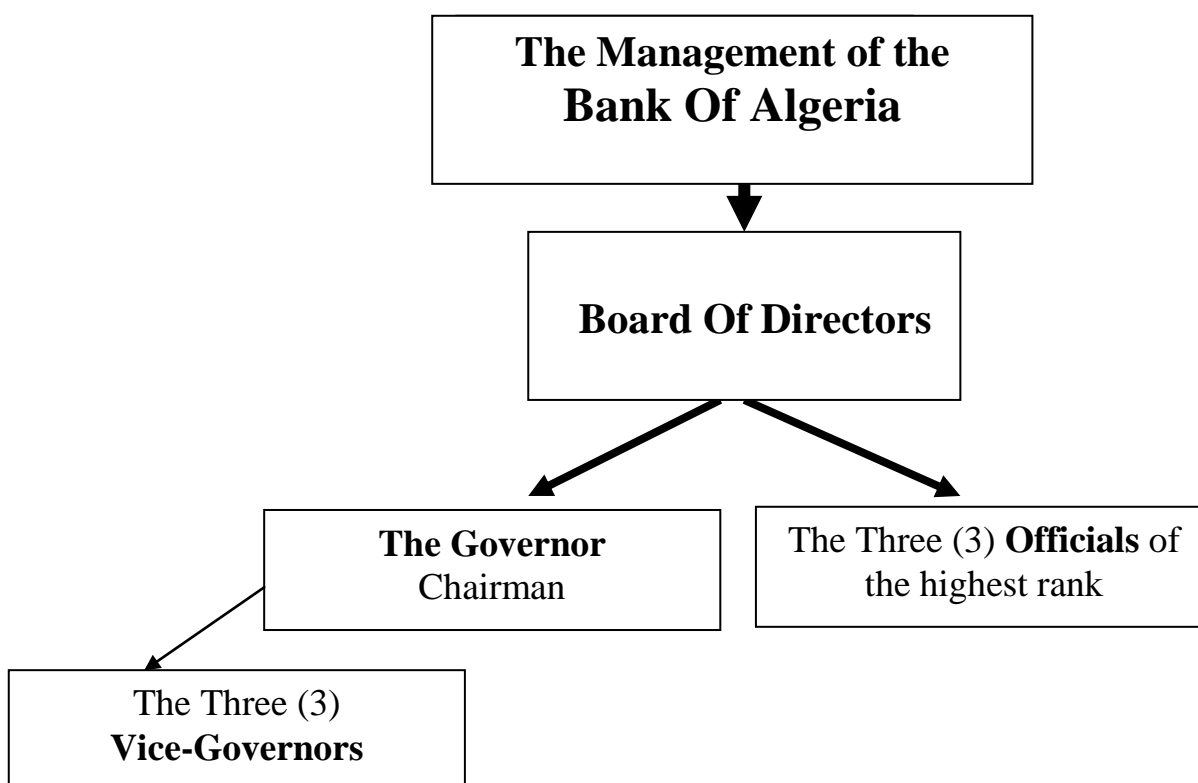 The Management of the
Bank Of Algeria
Board Of Directors
The Governor
Chairman
The Three (3) Officials of
the highest rank
The Three (3)
Vice-Governors